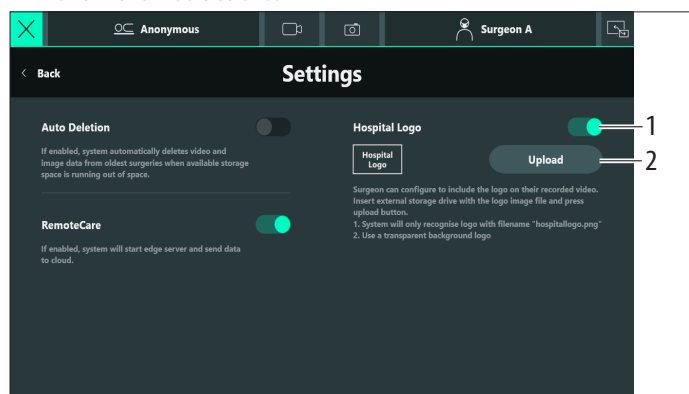 Anonymous
Surgeon A
Back
Settings
Auto Deletion
If enabled, system automatically deletes video and
image data from oldest surgeries when available storage
space is running out of space.
RemoteCare
If enabled, system will start edge server and send data
to cloud.
Hospital Logo
1
Hospital
Logo
Upload
2
Surgeon can configure to include the logo on their recorded video.
Insert external storage drive with the logo image file and press
upload button.
1. System will only recognise logo with filename "hospitallogo.png"
2. Use a transparent background logo